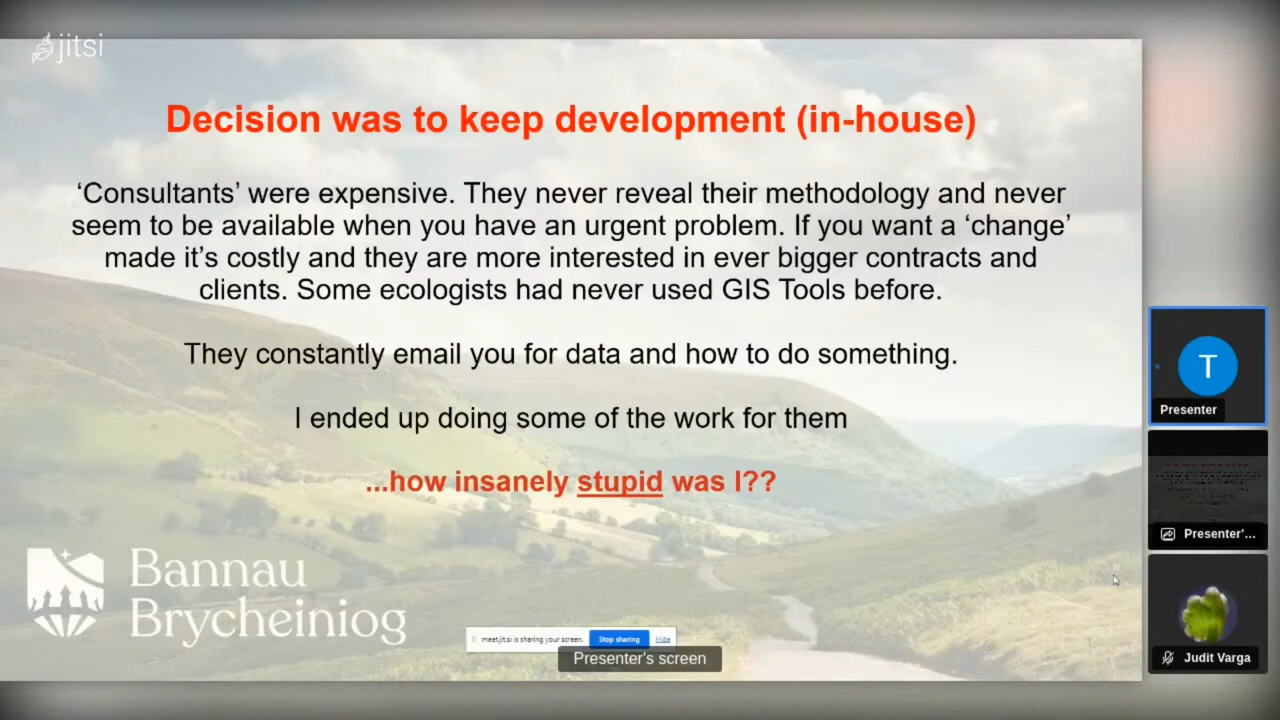 jitsi
Decision was to keep development (in-house)
‘Consultants’ were expensive. They never reveal their methodology and never
seem to be available when you have an urgent problem. If you want a ‘change’
made it’s costly and they are more interested in ever bigger contracts and
clients. Some ecologists had never used GIS Tools before.
They constantly email you for data and how to do something.
I ended up doing some of the work for them
...how insanely stupid was I??
Bannau
Brycheiniog
meet.jit.si is sharing your screen.
Stop sharing
Hide
Presenter's screen
T
Presenter
Presenter'...
Judit Varga